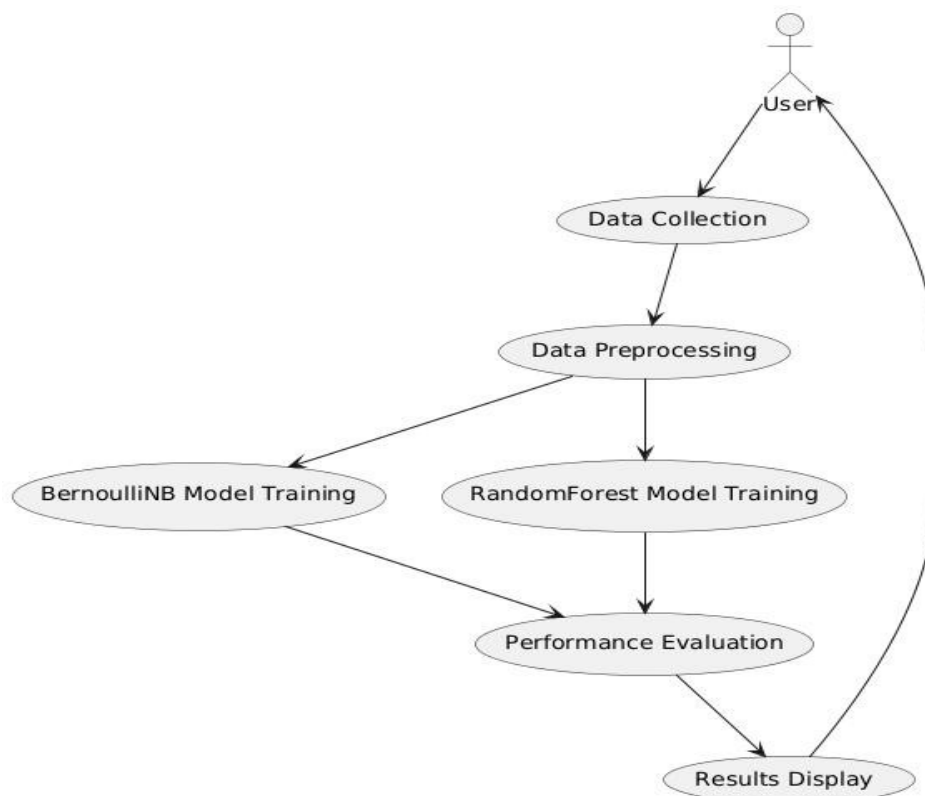 User
Data Collection
Data Preprocessing
BernoulliNB Model Training
RandomForest Model Training
Performance Evaluation
Results Display